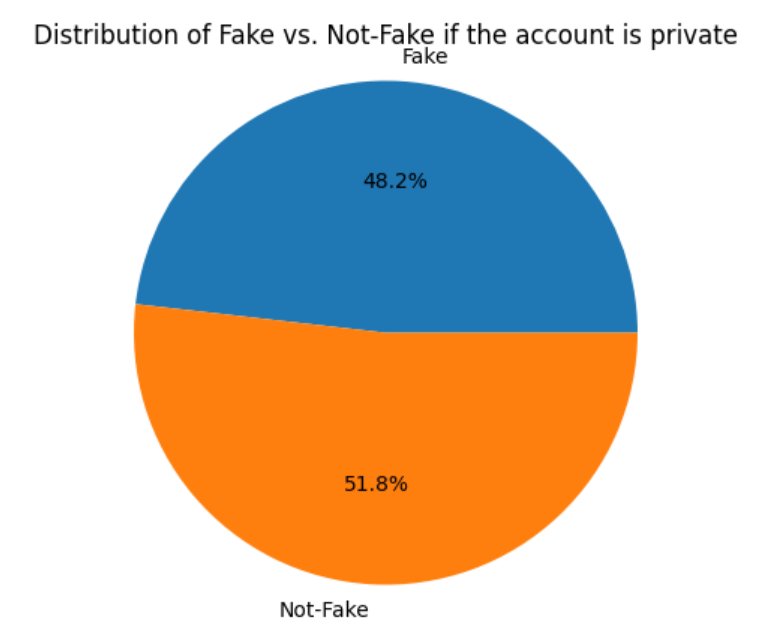 Distribution of Fake vs. Not-Fake if the account is private
Fake
48.2%
51.8%
Not-Fake